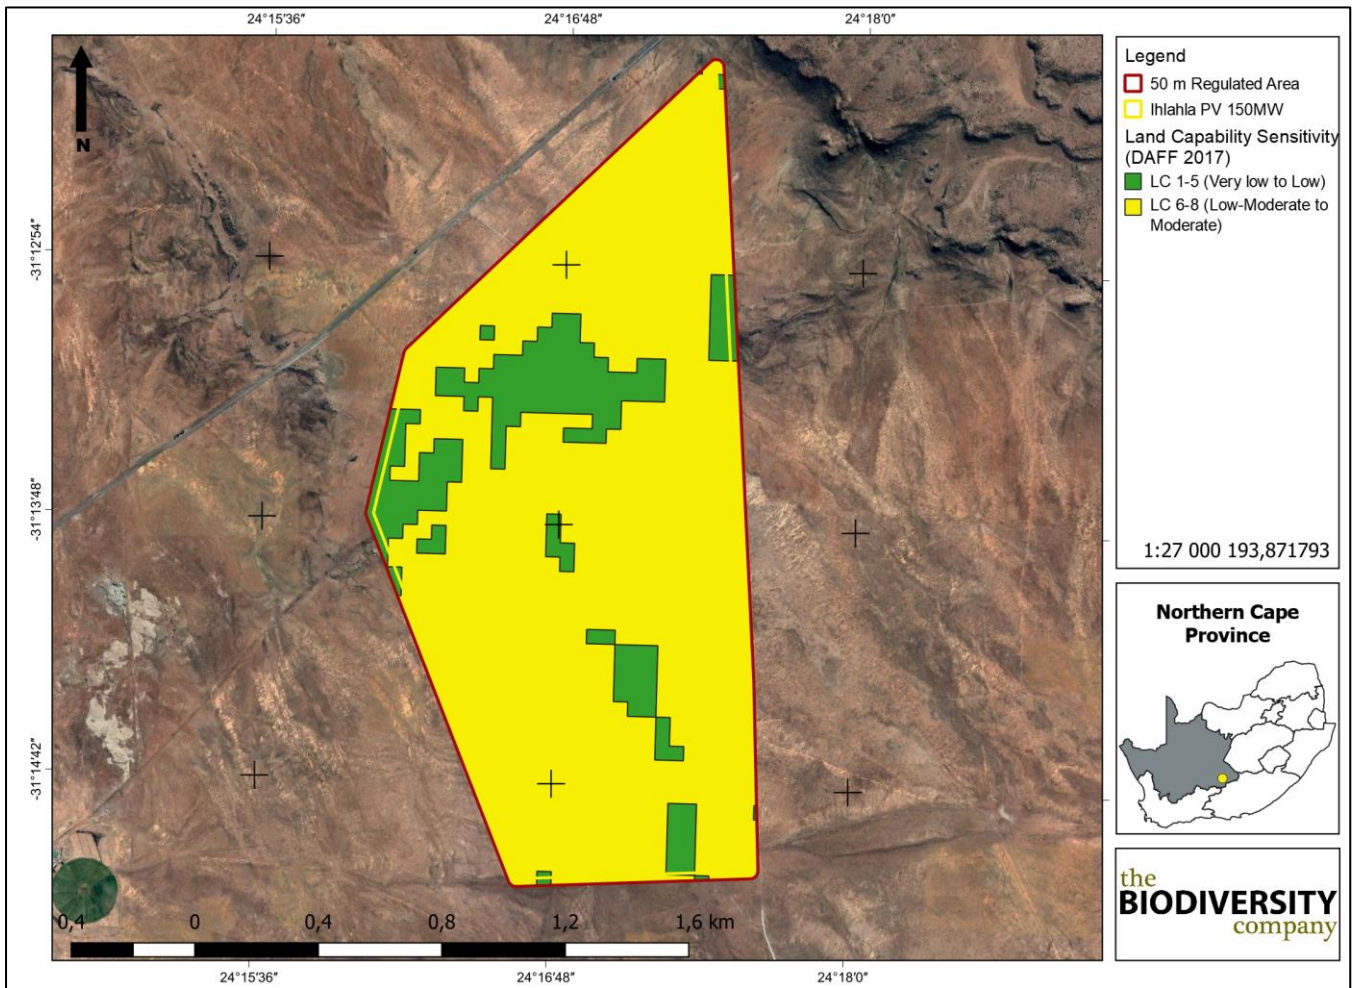 24°15'36" 24°16'48" 24°18'0"
N
-31°12'54"
-31°13'48"
-31°14'42"
0,4 0 0,4 0,8 1,2 1,6 km
24°15'36" 24°16'48" 24°18'0"
Legend
50 m Regulated Area
Ihlahla PV 150MW
Land Capability Sensitivity
(DAFF 2017)
LC 1-5 (Very low to Low)
LC 6-8 (Low-Moderate to
Moderate)
1:27 000 193,871793
Northern Cape
Province
the
BIODIVERSITY
company